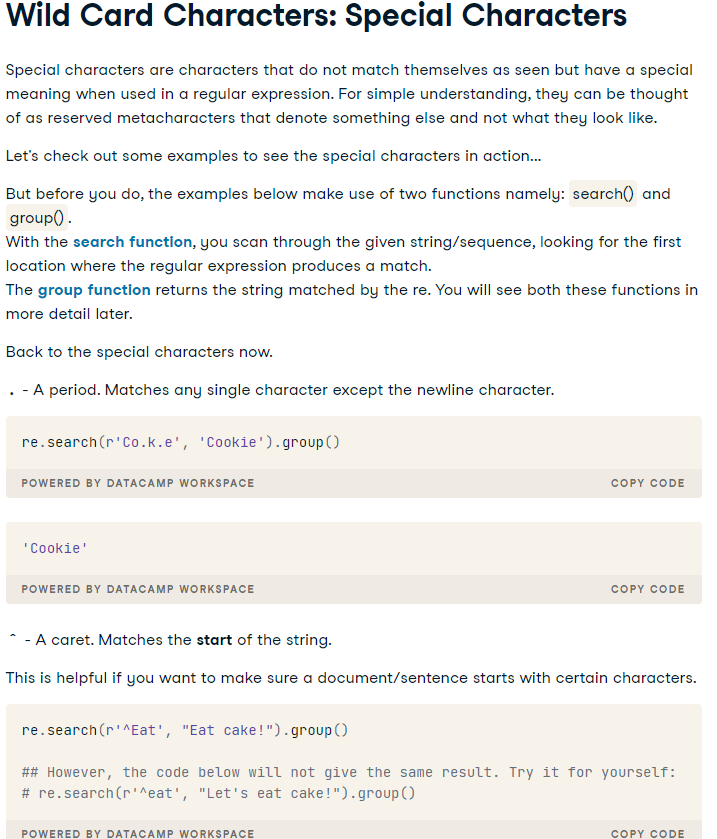 Wild Card Characters: Special Characters
Special characters are characters that do not match themselves as seen but have a special
meaning when used in a regular expression. For simple understanding, they can be thought
of as reserved metacharacters that denote something else and not what they look like.
Let's check out some examples to see the special characters in action...
But before you do, the examples below make use of two functions namely: search() and
group().
With the search function, you scan through the given string/sequence, looking for the first
location where the regular expression produces a match.
The group function returns the string matched by the re. You will see both these functions in
more detail later.
Back to the special characters now.
. - A period. Matches any single character except the newline character.
re.search(r'Co.k.e', 'Cookie').group()
POWERED BY DATACAMP WORKSPACE COPY CODE
'Cookie'
POWERED BY DATACAMP WORKSPACE COPY CODE
^ - A caret. Matches the start of the string.
This is helpful if you want to make sure a document/sentence starts with certain characters.
re.search(r'^Eat', "Eat cake!").group()
## However, the code below will not give the same result. Try it for yourself:
# re.search(r'^eat', "Let's eat cake!").group()
POWERED BY DATACAMP WORKSPACE COPY CODE